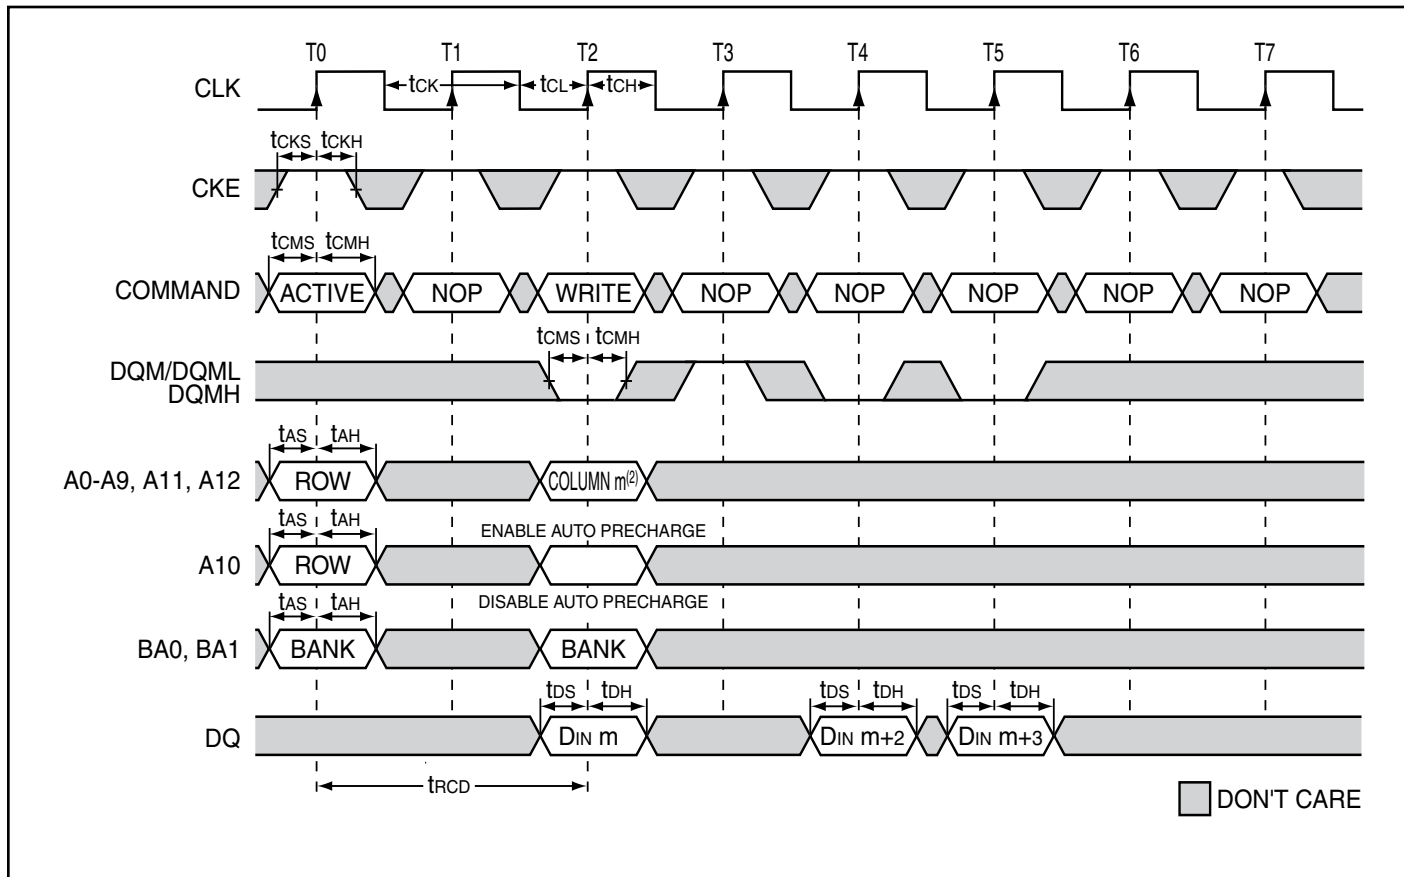 T0 T1 T2 T3 T4 T5 T6 T7
CLK tCK tCL tCH
tCKS tCKH
CKE
tCMS tCMH
COMMAND ACTIVE NOP WRITE NOP NOP NOP NOP NOP
tCMS tCMH
DQM/DQML
DQMH
tAS tAH
A0-A9, A11, A12 ROW COLUMN m(2)
tAS tAH ENABLE AUTO PRECHARGE
A10 ROW
tAS tAH DISABLE AUTO PRECHARGE
BA0, BA1 BANK BANK
tDS tDH tDS tDH tDS tDH
DQ DIN m DIN m+2 DIN m+3
tRCD
DON'T CARE